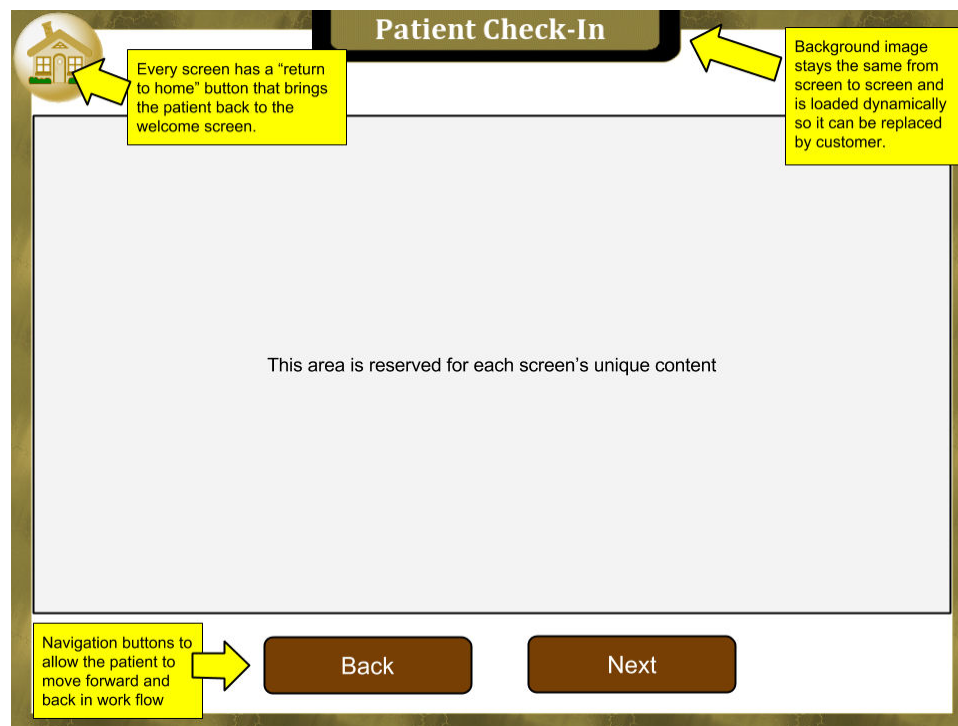 Patient Check-In
Every screen has a “return
to home” button that brings
the patient back to the
welcome screen.
Background image
stays the same from
screen to screen and
is loaded dynamically
so it can be replaced
by customer.
This area is reserved for each screen’s unique content
Navigation buttons to
allow the patient to
move forward and
back in work flow
Back
Next